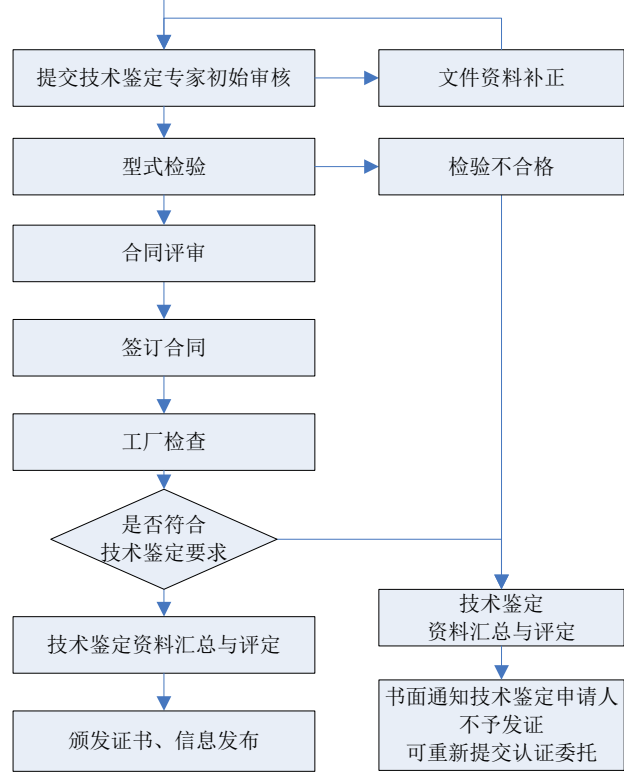 提交技术鉴定专家初始审核
文件资料补正
型式检验
检验不合格
合同评审
签订合同
工厂检查
是否符合
技术鉴定要求
技术鉴定
资料汇总与评定
技术鉴定资料汇总与评定
书面通知技术鉴定申请人
不予发证
可重新提交认证委托
颁发证书、信息发布